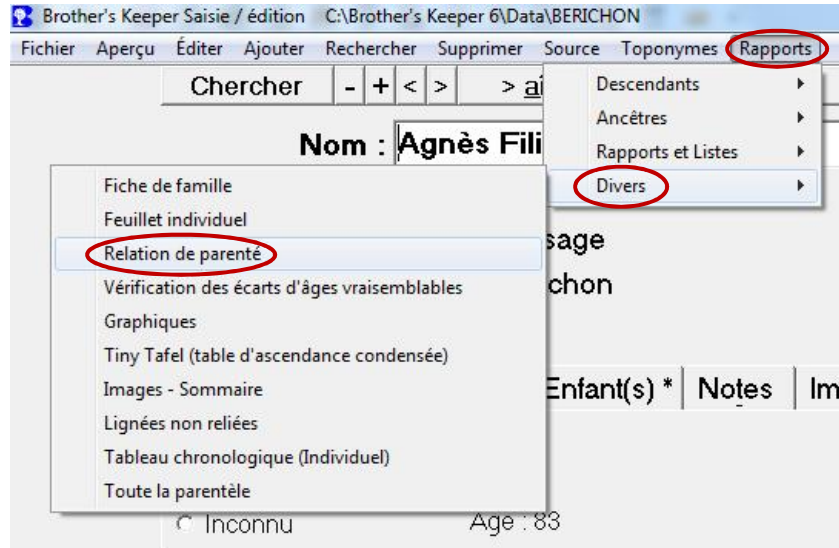 Brother's Keeper Saisie / édition C:\Brother's Keeper 6\Data\BERICHON
Fichier Aperçu Éditer Ajouter Rechercher Supprimer Source Toponymes Rapports
Chercher - + < > > aî
Descendants
Ancêtres
Rapports et Listes
Divers
Nom : Agnès Fili
Fiche de famille
Feuillet individuel
Relation de parenté
Vérification des écarts d'âges vraisemblables
Graphiques
Tiny Tafel (table d'ascendance condensée)
Images - Sommaire
Lignées non reliées
Tableau chronologique (Individuel)
Toute la parentèle
sage
chon
Enfant(s) * Notes Im
Inconnu Age : 83